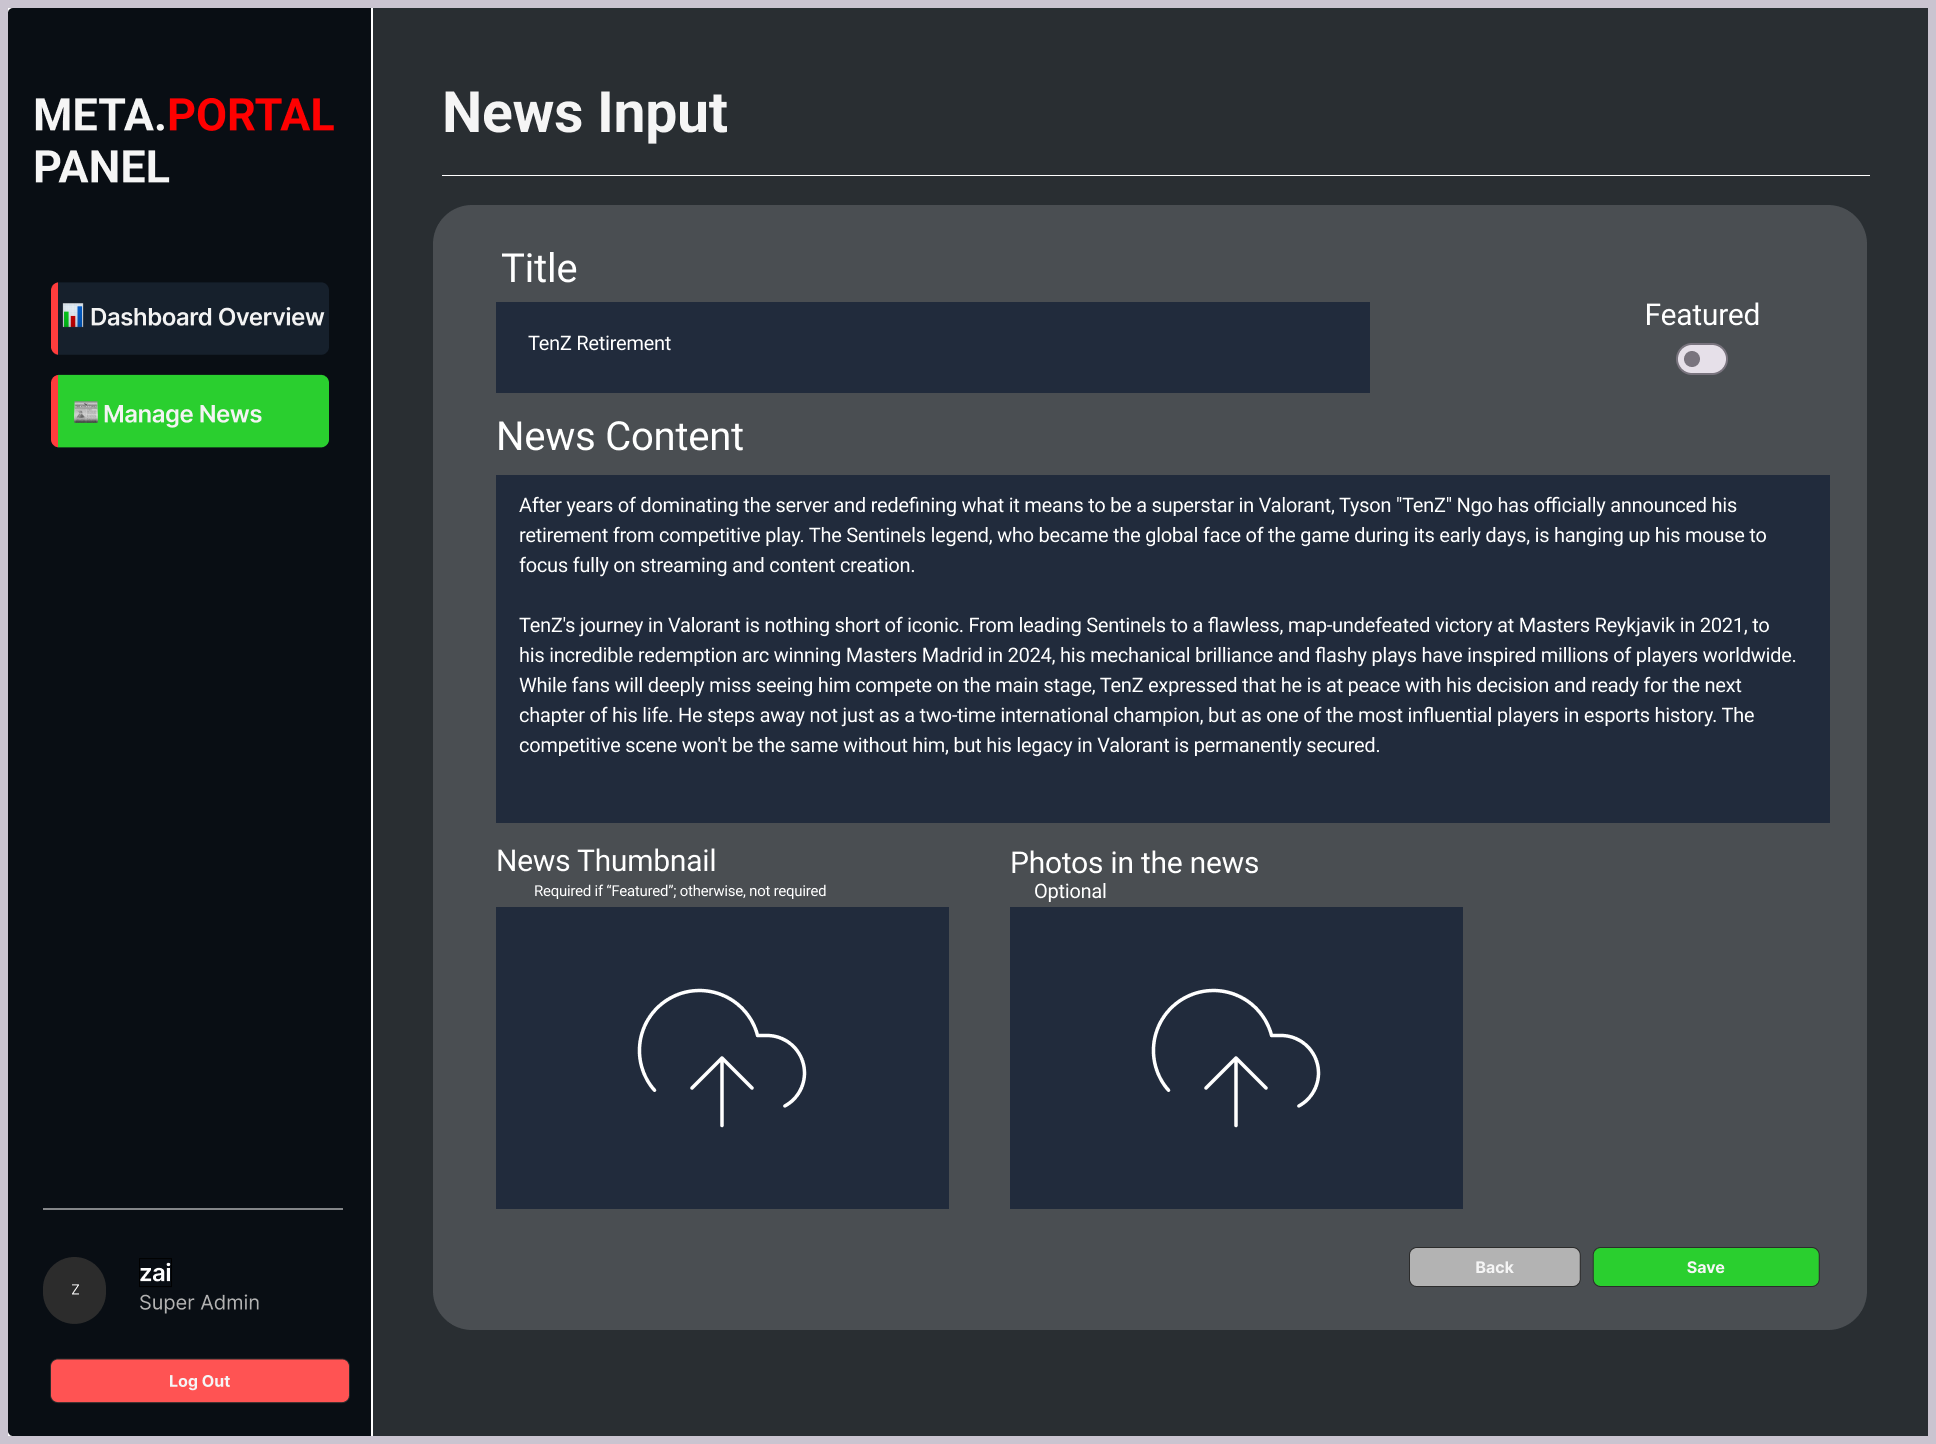 META.PORTAL
PANEL
📊 Dashboard Overview
📰 Manage News
zai
Super Admin
Z
Log Out
News Input
Title
TenZ Retirement
Featured
News Content
After years of dominating the server and redefining what it means to be a superstar in Valorant, Tyson "TenZ" Ngo has officially announced his
retirement from competitive play. The Sentinels legend, who became the global face of the game during its early days, is hanging up his mouse to
focus fully on streaming and content creation.
TenZ's journey in Valorant is nothing short of iconic. From leading Sentinels to a flawless, map-undefeated victory at Masters Reykjavik in 2021, to
his incredible redemption arc winning Masters Madrid in 2024, his mechanical brilliance and flashy plays have inspired millions of players worldwide.
While fans will deeply miss seeing him compete on the main stage, TenZ expressed that he is at peace with his decision and ready for the next
chapter of his life. He steps away not just as a two-time international champion, but as one of the most influential players in esports history. The
competitive scene won't be the same without him, but his legacy in Valorant is permanently secured.
News Thumbnail
Required if “Featured”; otherwise, not required
Photos in the news
Optional
Back
Save